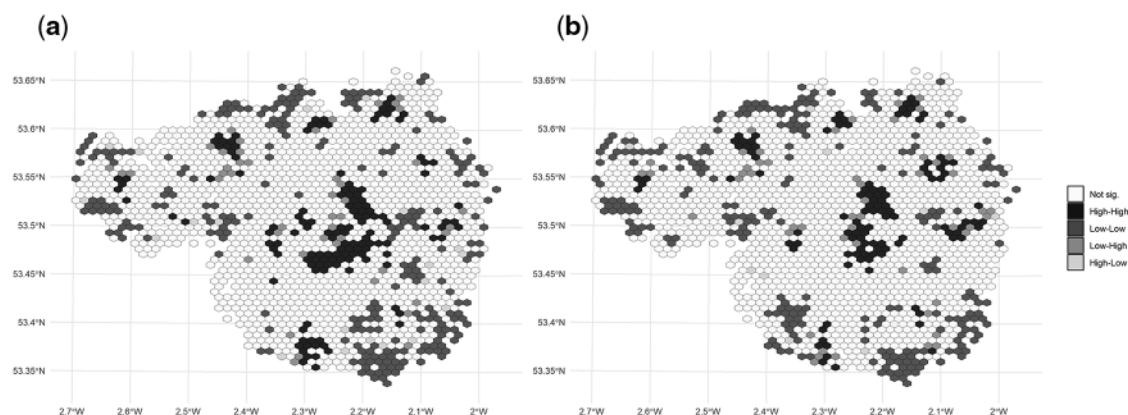 (a)
(b)
53.65°N
53.6°N
53.55°N
53.5°N
53.45°N
53.4°N
53.35°N
2.7°W 2.6°W 2.5°W 2.4°W 2.3°W 2.2°W 2.1°W 2°W
53.65°N
53.6°N
53.55°N
53.5°N
53.45°N
53.4°N
53.35°N
2.7°W 2.6°W 2.5°W 2.4°W 2.3°W 2.2°W 2.1°W 2°W
Not sig.
High-High
Low-Low
Low-High
High-Low